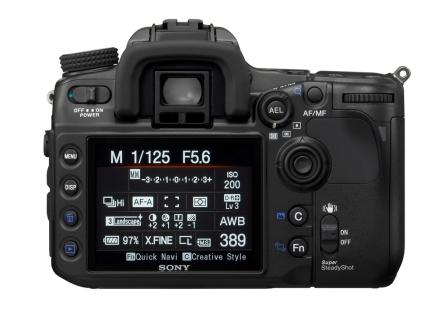 OFF ON
POWER
AEL
AF/MF
MENU
DISP
M 1/125 F5.6
MM -3•2•1•0•1•2•3+ ISO
200
Hi AF-A D-R
Lv3
3 Landscape+
+2 +1 +2 -1 AWB
97% X.FINE L 389
Fn Quick Navi C Creative Style
SONY
C
Fn
ON
OFF
Super
SteadyShot